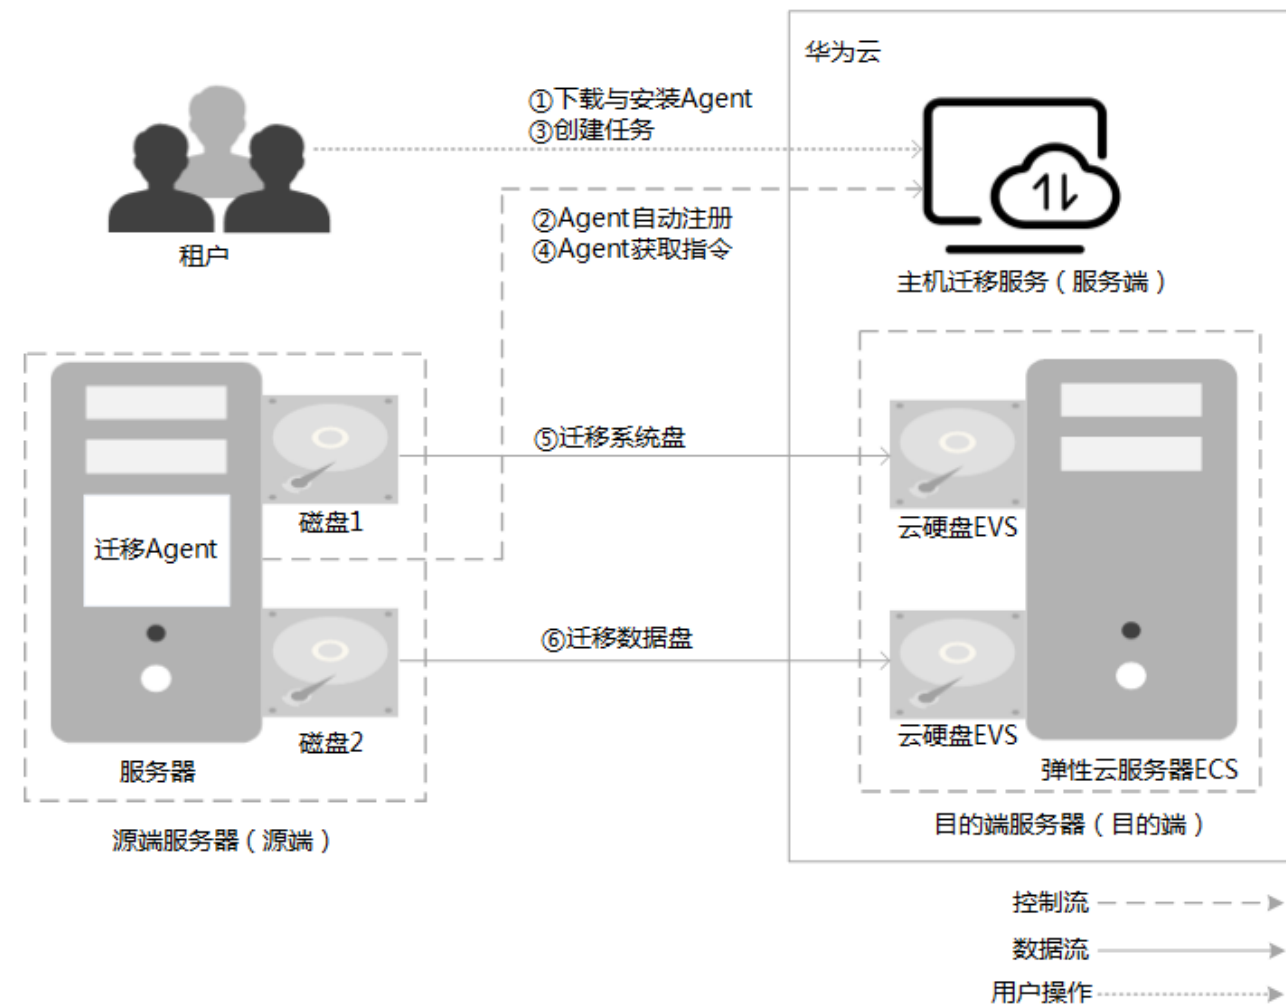 华为云
①下载与安装Agent
③创建任务
②Agent自动注册
④Agent获取指令
租户
主机迁移服务（服务端）
⑤迁移系统盘
磁盘1
云硬盘EVS
迁移Agent
⑥迁移数据盘
磁盘2
云硬盘EVS
服务器
弹性云服务器ECS
源端服务器（源端）
目的端服务器（目的端）
控制流
数据流
用户操作